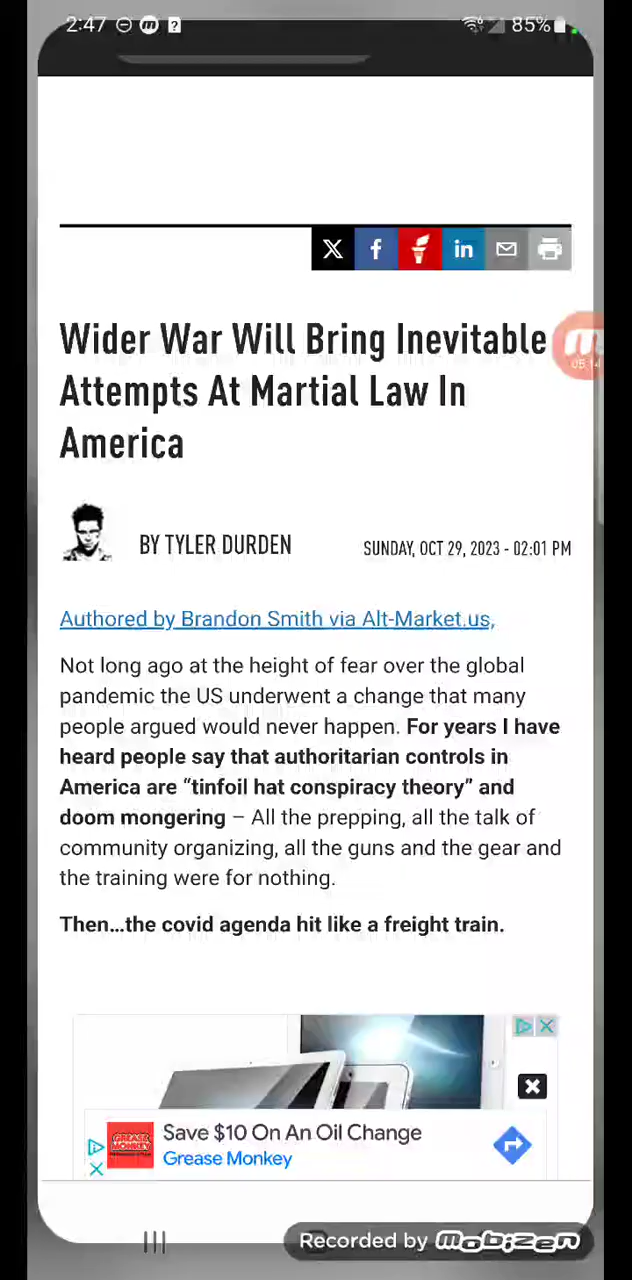 2:47
85%
Wider War Will Bring Inevitable
Attempts At Martial Law In
America
BY TYLER DURDEN
SUNDAY, OCT 29, 2023 - 02:01 PM
Authored by Brandon Smith via Alt-Market.us,
Not long ago at the height of fear over the global
pandemic the US underwent a change that many
people argued would never happen. For years I have
heard people say that authoritarian controls in
America are “tinfoil hat conspiracy theory” and
doom mongering – All the prepping, all the talk of
community organizing, all the guns and the gear and
the training were for nothing.
Then...the covid agenda hit like a freight train.
GREASE
MONKEY
Save $10 On An Oil Change
Grease Monkey
Recorded by mobizen